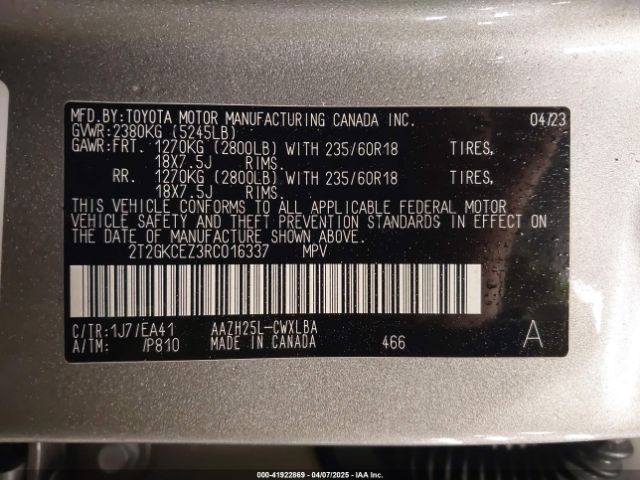 MFD.BY:TOYOTA MOTOR MANUFACTURING CANADA INC. 04/23
GVWR:2380KG (5245LB)
GAWR:FRT. 1270KG (2800LB) WITH 235/60R18 TIRES,
18X7.5J RIMS.
RR. 1270KG (2800LB) WITH 235/60R18 TIRES,
18X7.5J RIMS.
THIS VEHICLE CONFORMS TO ALL APPLICABLE FEDERAL MOTOR
VEHICLE SAFETY AND THEFT PREVENTION STANDARDS IN EFFECT ON
THE DATE OF MANUFACTURE SHOWN ABOVE.
2T2GKCEZ3RC016337 MPV
C/TR:1J7/EA41 AAZH25L-CWXLBA
A/TM: /P810 MADE IN CANADA 466 A
000-41922869 | 04/07/2025 - IAA Inc.